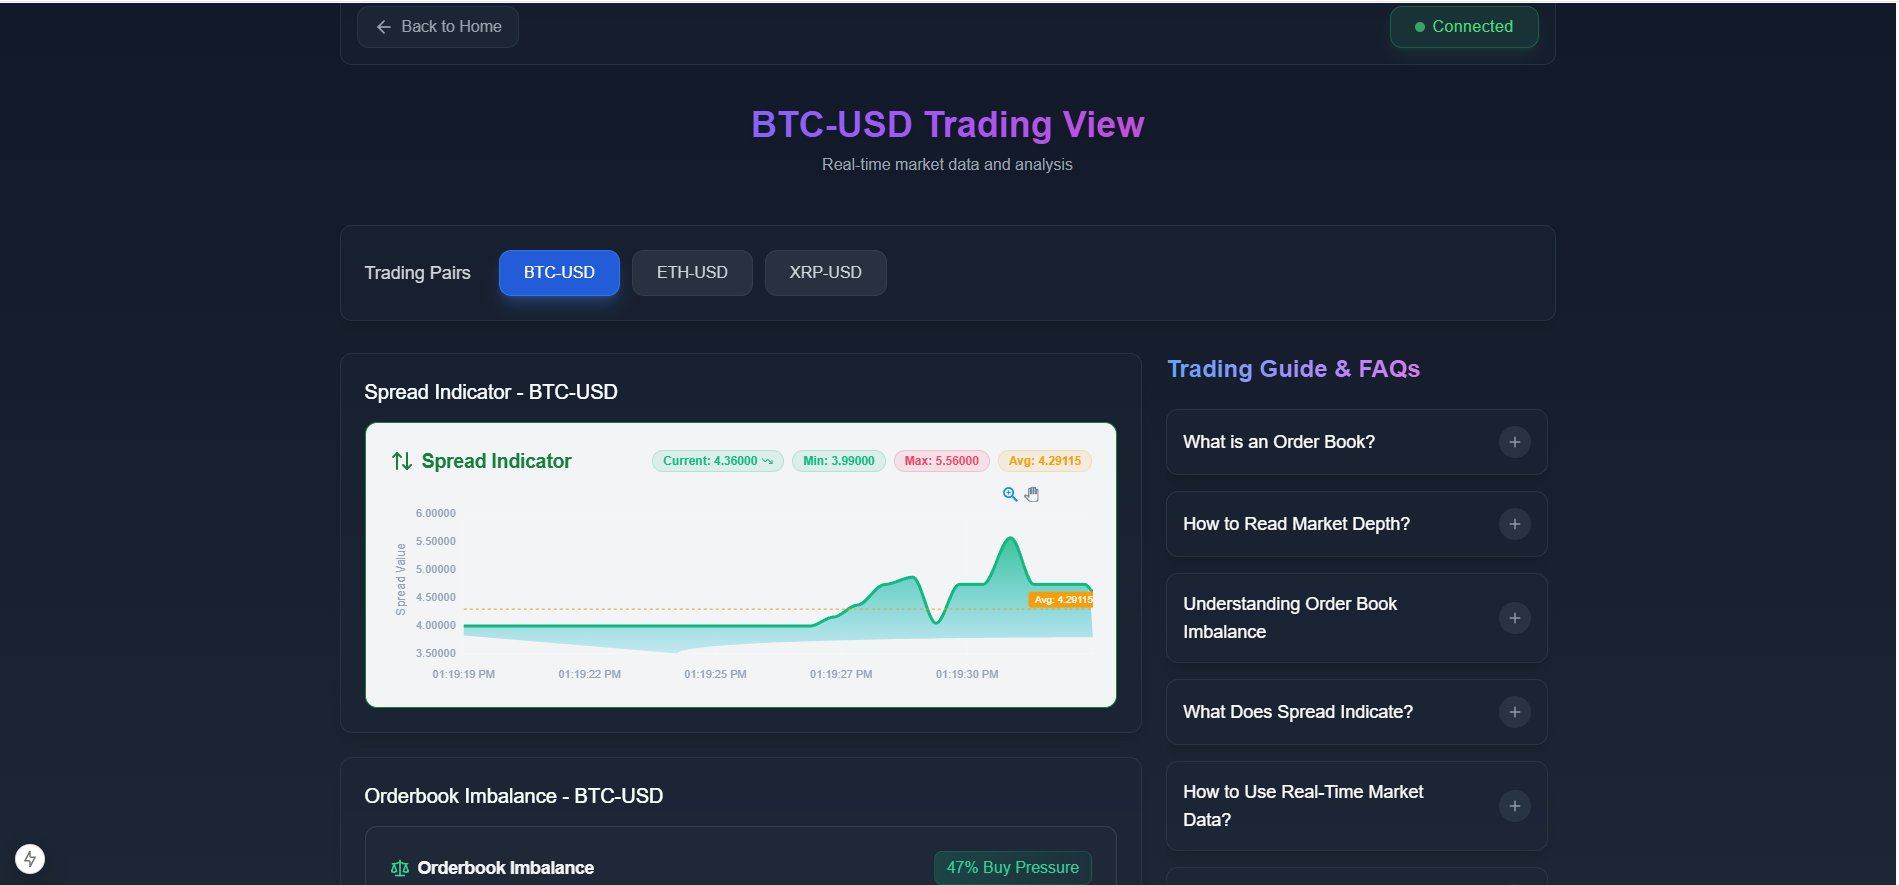 Back to Home
Connected
BTC-USD Trading View
Real-time market data and analysis
Trading Pairs
BTC-USD
ETH-USD
XRP-USD
Spread Indicator - BTC-USD
Spread Indicator
Current: 4.36000
Min: 3.99000
Max: 5.56000
Avg: 4.29115
Spread Value
6.00000
5.50000
5.00000
4.50000
4.00000
3.50000
Avg: 4.29115
01:19:19 PM
01:19:22 PM
01:19:25 PM
01:19:27 PM
01:19:30 PM
Orderbook Imbalance - BTC-USD
Orderbook Imbalance
47% Buy Pressure
Trading Guide & FAQs
What is an Order Book?
How to Read Market Depth?
Understanding Order Book
Imbalance
What Does Spread Indicate?
How to Use Real-Time Market
Data?